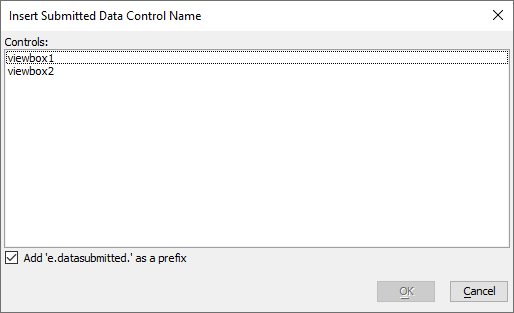 Insert Submitted Data Control Name
Controls:
viewbox1
viewbox2
Add 'e.datasubmitted.' as a prefix
OK
Cancel